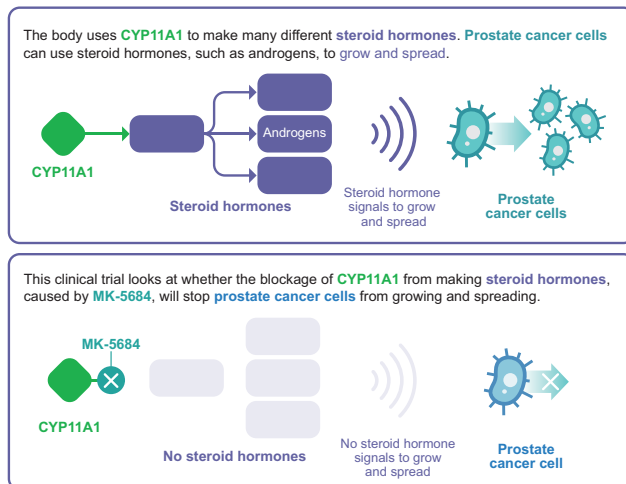 The body uses CYP11A1 to make many different steroid hormones. Prostate cancer cells
can use steroid hormones, such as androgens, to grow and spread.
Androgens
CYP11A1
Steroid hormones
Steroid hormone
signals to grow
and spread
Prostate
cancer cells
This clinical trial looks at whether the blockage of CYP11A1 from making steroid hormones,
caused by MK-5684, will stop prostate cancer cells from growing and spreading.
MK-5684
CYP11A1
No steroid hormones
No steroid hormone
signals to grow
and spread
Prostate
cancer cell